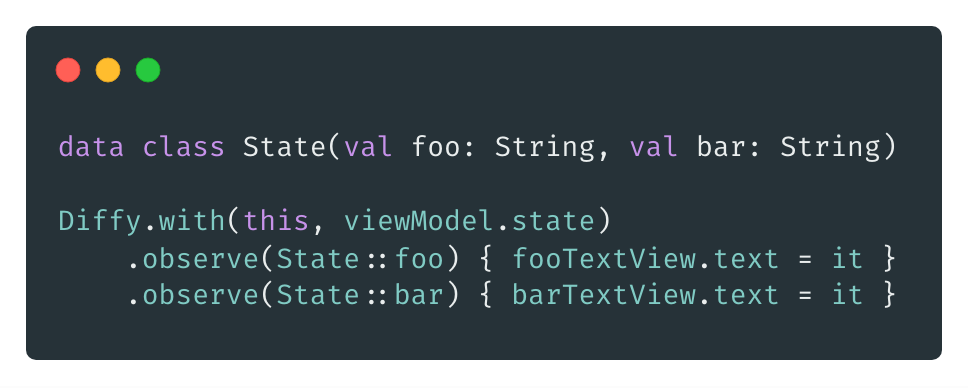 data class State(val foo: String, val bar: String)
Diffy.with(this, viewModel.state)
    .observe(State::foo) { fooTextView.text = it }
    .observe(State::bar) { barTextView.text = it }